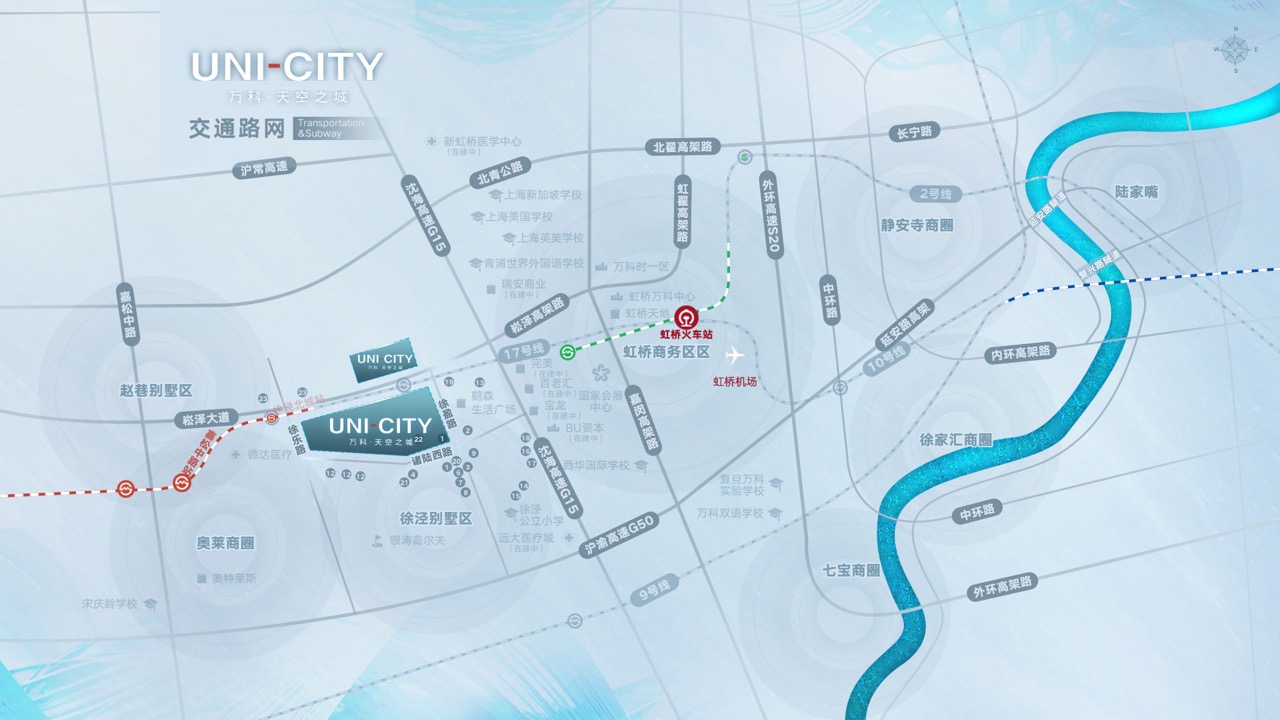 UNI-CITY
万科·天空之城
交通路网
Transportation
&Subway
N
W
E
S
沪常高速
新虹桥医学中心
(在建中)
北翟高架路
长宁路
北青公路
沈海高速G15
虹翟高架路
外环高速S20
2号线
陆家嘴
上海新加坡学校
上海美国学校
静安寺商圈
延安路隧道
上海英美学校
青浦世界外国语学校
万科时一区
复兴路隧道
瑞安商业
(在建中)
嘉松中路
虹桥万科中心
虹桥天地
中环路
崧泽高架路
虹桥火车站
延安路高架
17号线
虹桥商务区区
10号线
内环高架路
UNI CITY
万科·天空之城
虹桥机场
完美
(在建中)
百老汇
(在建中)
国家会展
中心
宝龙
(在建中)
BU资本
(在建中)
赵巷别墅区
23
23
19
13
鹤森
生活广场
崧泽大道
徐盈路
嘉闵高架路
UNI-CITY
万科·天空之城
22
徐乐路
1
2
德达医疗
诸陆西路
徐家汇商圈
12
12
12
4
21
1
20
3
9
7
8
18
16
17
14
15
西华国际学校
沈海高速G15
复旦万科
实验学校
万科双语学校
徐泾别墅区
徐泾
公立小学
中环路
银涛高尔夫
远大医疗城
(在建中)
沪渝高速G50
奥莱商圈
奥特莱斯
七宝商圈
9号线
外环高架路
宋庆龄学校